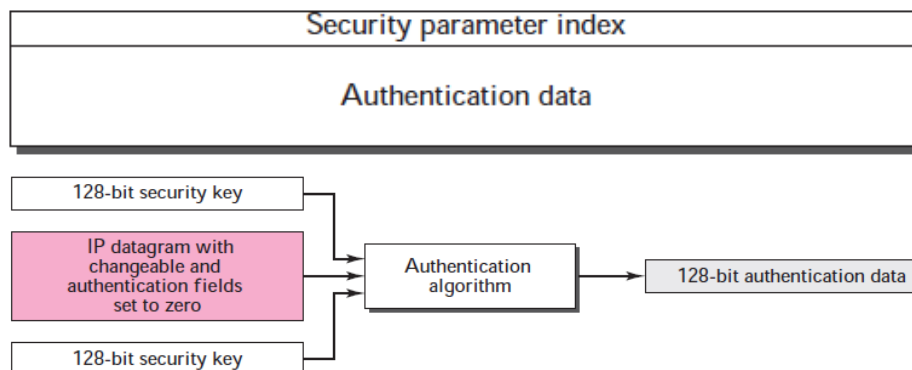 Security parameter index
Authentication data
128-bit security key
IP datagram with
changeable and
authentication fields
set to zero
Authentication
algorithm
128-bit authentication data
128-bit security key